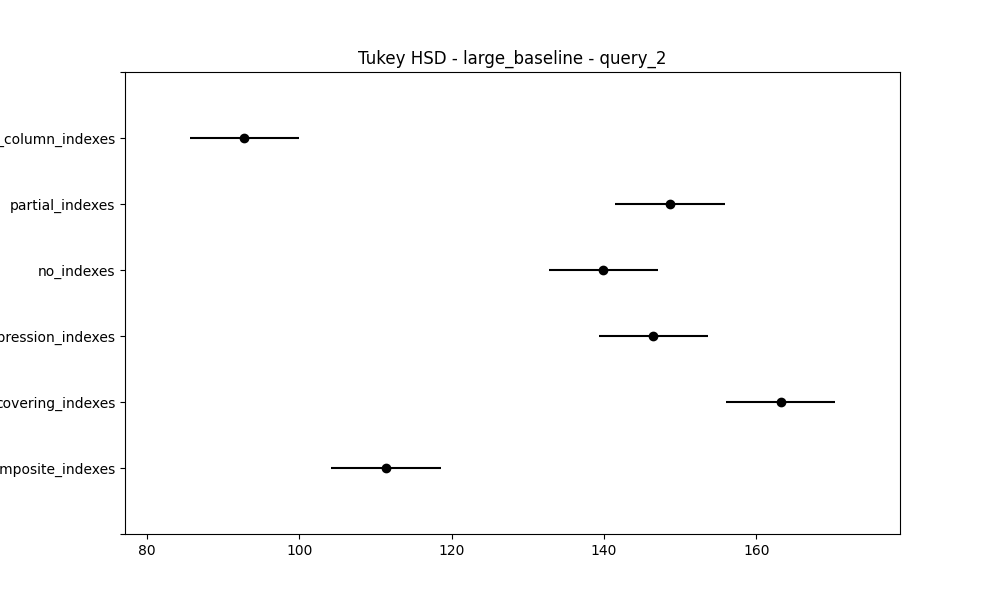 Tukey HSD - large_baseline - query_2
_column_indexes
partial_indexes
no_indexes
pression_indexes
covering_indexes
mposite_indexes
80 100 120 140 160